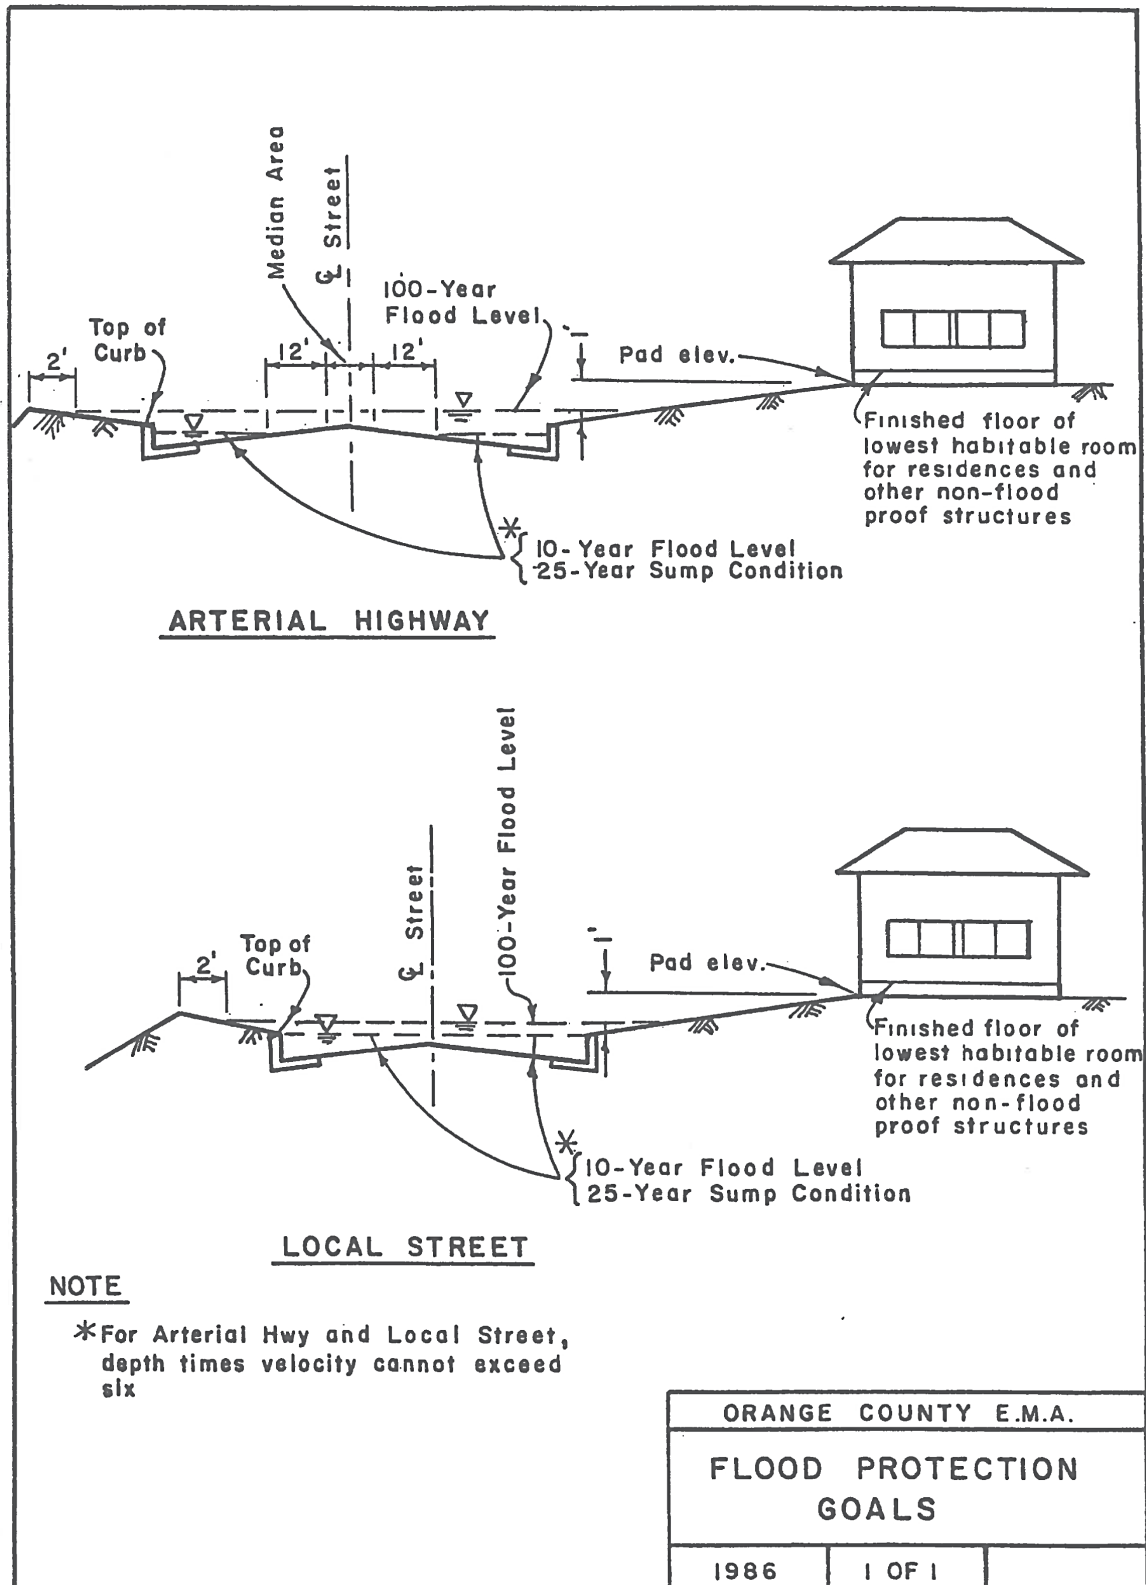 Median Area
℄ Street
100-Year
Flood Level
Top of
Curb
2'
12'
12'
1'
Pad elev.
Finished floor of
lowest habitable room
for residences and
other non-flood
proof structures
*
10-Year Flood Level
25-Year Sump Condition
ARTERIAL HIGHWAY
100-Year Flood Level
℄ Street
Top of
Curb
2'
1'
Pad elev.
Finished floor of
lowest habitable room
for residences and
other non-flood
proof structures
*
10-Year Flood Level
25-Year Sump Condition
LOCAL STREET
NOTE
*For Arterial Hwy and Local Street,
depth times velocity cannot exceed
six
ORANGE COUNTY E.M.A.
FLOOD PROTECTION
GOALS
1986
1 OF 1